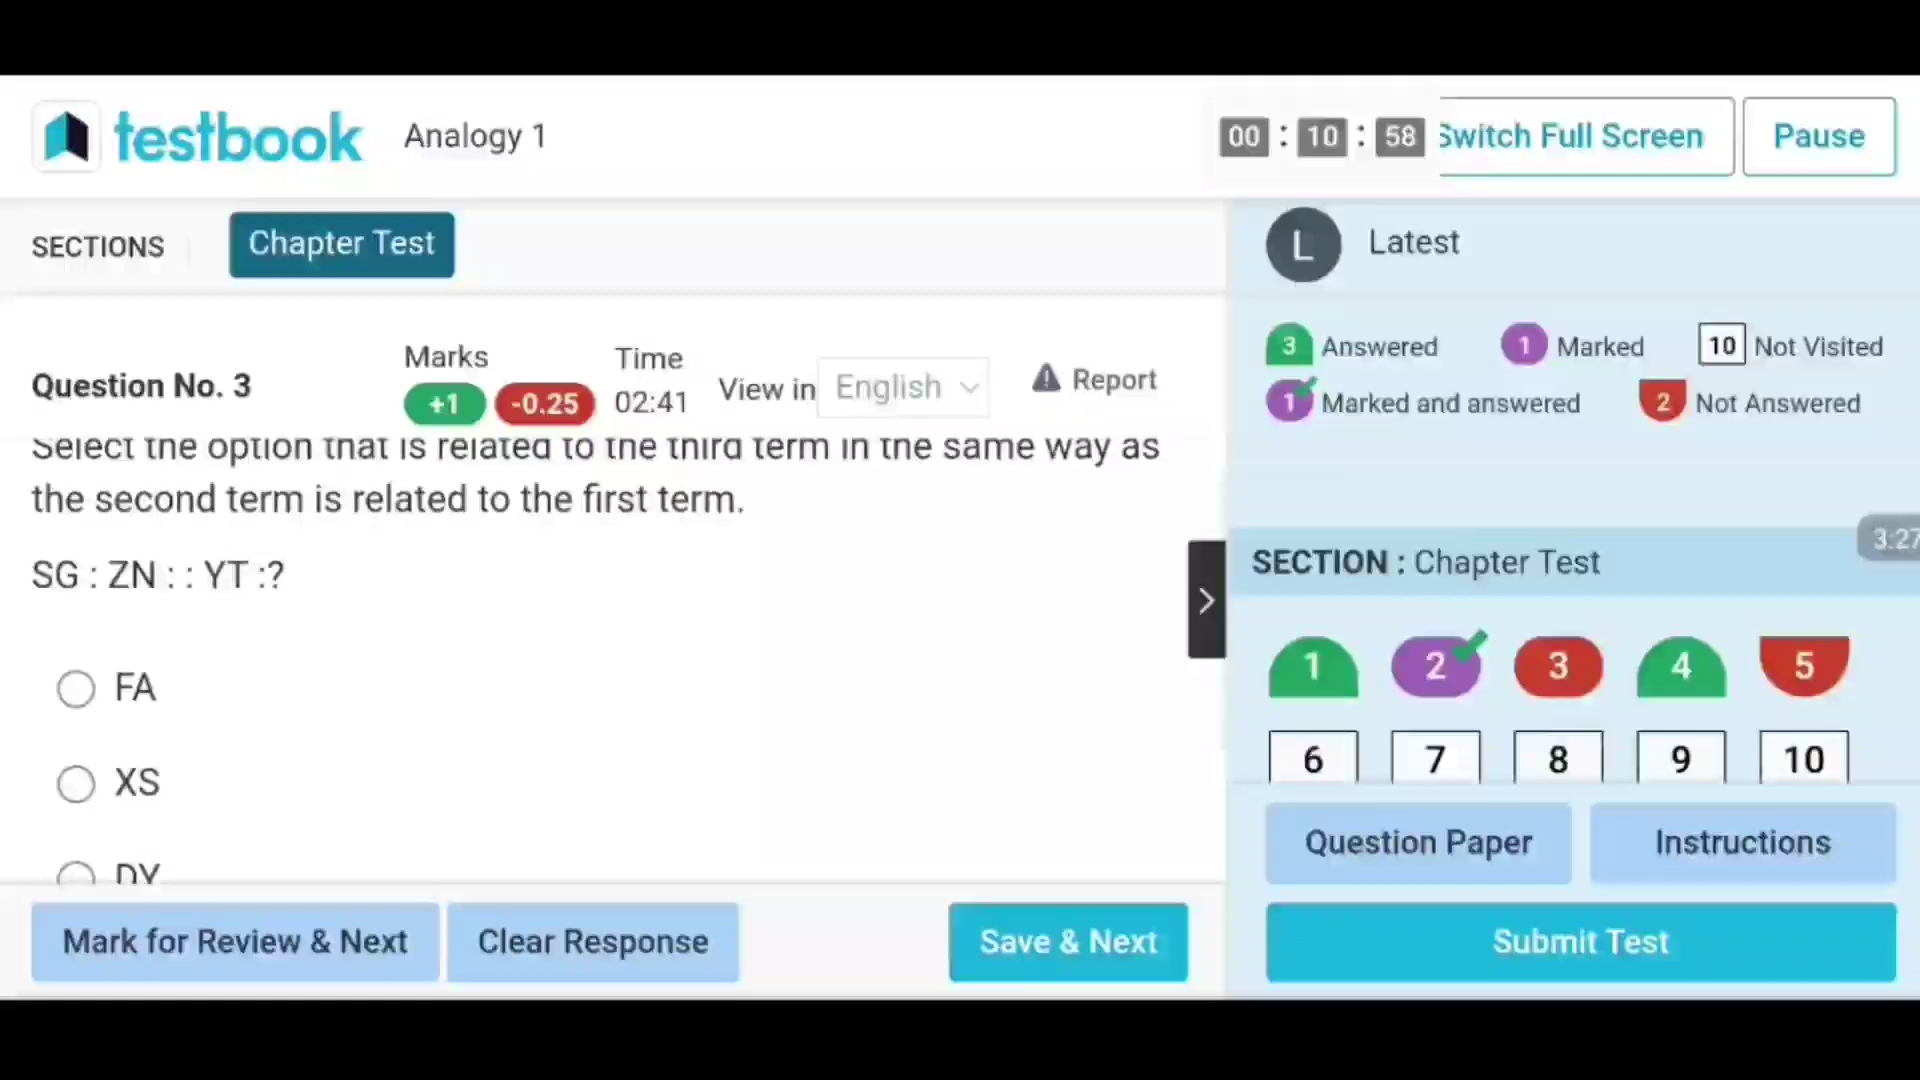 testbook Analogy 1 00 : 10 : 58 Switch Full Screen Pause
SECTIONS Chapter Test
L Latest
3 Answered 1 Marked 10 Not Visited
1 Marked and answered 2 Not Answered
Question No. 3
Marks
+1 -0.25
Time
02:41
View in English
Report
Select the option that is related to the third term in the same way as
the second term is related to the first term.
SG : ZN : : YT :?
FA
XS
DY
Mark for Review & Next Clear Response Save & Next
3:27
SECTION : Chapter Test
1 2 3 4 5
6 7 8 9 10
Question Paper Instructions
Submit Test